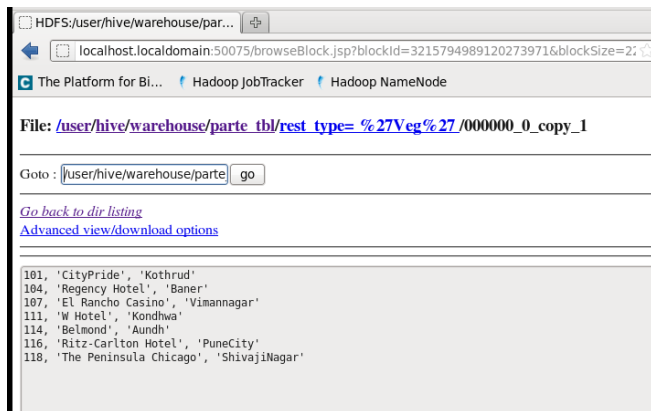 HDFS:/user/hive/warehouse/par...
localhost.localdomain:50075/browseBlock.jsp?blockId=3215794989120273971&blockSize=22
C The Platform for Bi... Hadoop JobTracker Hadoop NameNode
File: /user/hive/warehouse/parte_tbl/rest_type= %27Veg%27 /000000_0_copy_1
Goto : /user/hive/warehouse/parte go
Go back to dir listing
Advanced view/download options
101, 'CityPride', 'Kothrud'
104, 'Regency Hotel', 'Baner'
107, 'El Rancho Casino', 'Vimannagar'
111, 'W Hotel', 'Kondhwa'
114, 'Belmond', 'Aundh'
116, 'Ritz-Carlton Hotel', 'PuneCity'
118, 'The Peninsula Chicago', 'ShivajiNagar'